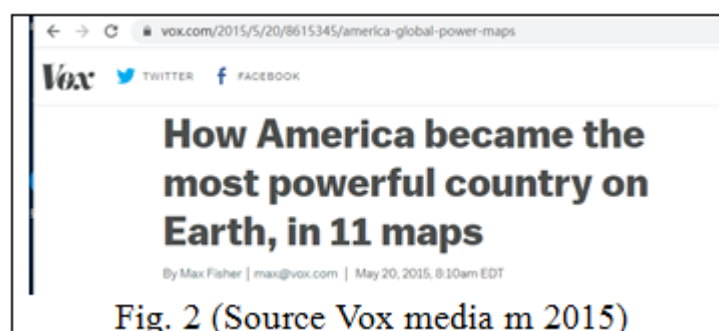 vox.com/2015/5/20/8615345/america-global-power-maps
Vox TWITTER FACEBOOK
How America became the
most powerful country on
Earth, in 11 maps
By Max Fisher | max@vox.com | May 20, 2015, 8:10am EDT
Fig. 2 (Source Vox media m 2015)